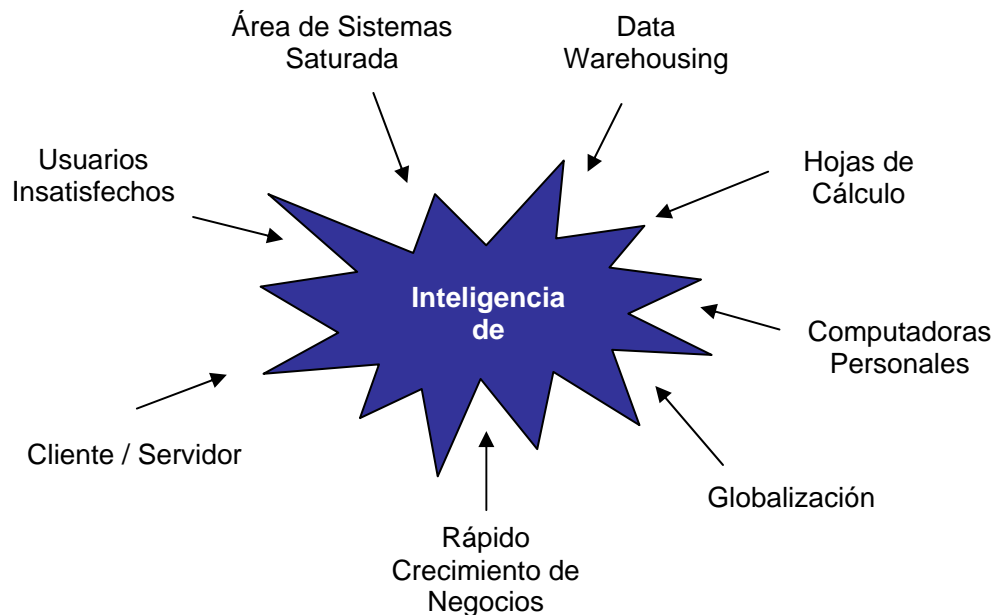 Área de Sistemas
Saturada
Data
Warehousing
Usuarios
Insatisfechos
Hojas de
Cálculo
Inteligencia
de
Computadoras
Personales
Cliente / Servidor
Globalización
Rápido
Crecimiento de
Negocios